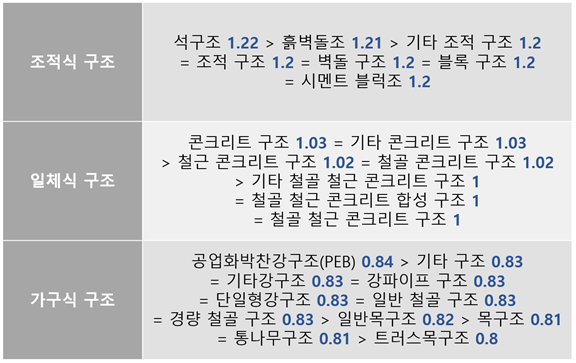 조적식 구조
석구조 1.22 > 흙벽돌조 1.21 > 기타 조적 구조 1.2
= 조적 구조 1.2 = 벽돌 구조 1.2 = 블록 구조 1.2
= 시멘트 블럭조 1.2
일체식 구조
콘크리트 구조 1.03 = 기타 콘크리트 구조 1.03
> 철근 콘크리트 구조 1.02 = 철골 콘크리트 구조 1.02
> 기타 철골 철근 콘크리트 구조 1
= 철골 철근 콘크리트 합성 구조 1
= 철골 철근 콘크리트 구조 1
가구식 구조
공업화박찬강구조(PEB) 0.84 > 기타 구조 0.83
= 기타강구조 0.83 = 강파이프 구조 0.83
= 단일형강구조 0.83 = 일반 철골 구조 0.83
= 경량 철골 구조 0.83 > 일반목구조 0.82 > 목구조 0.81
= 통나무구조 0.81 > 트러스목구조 0.8